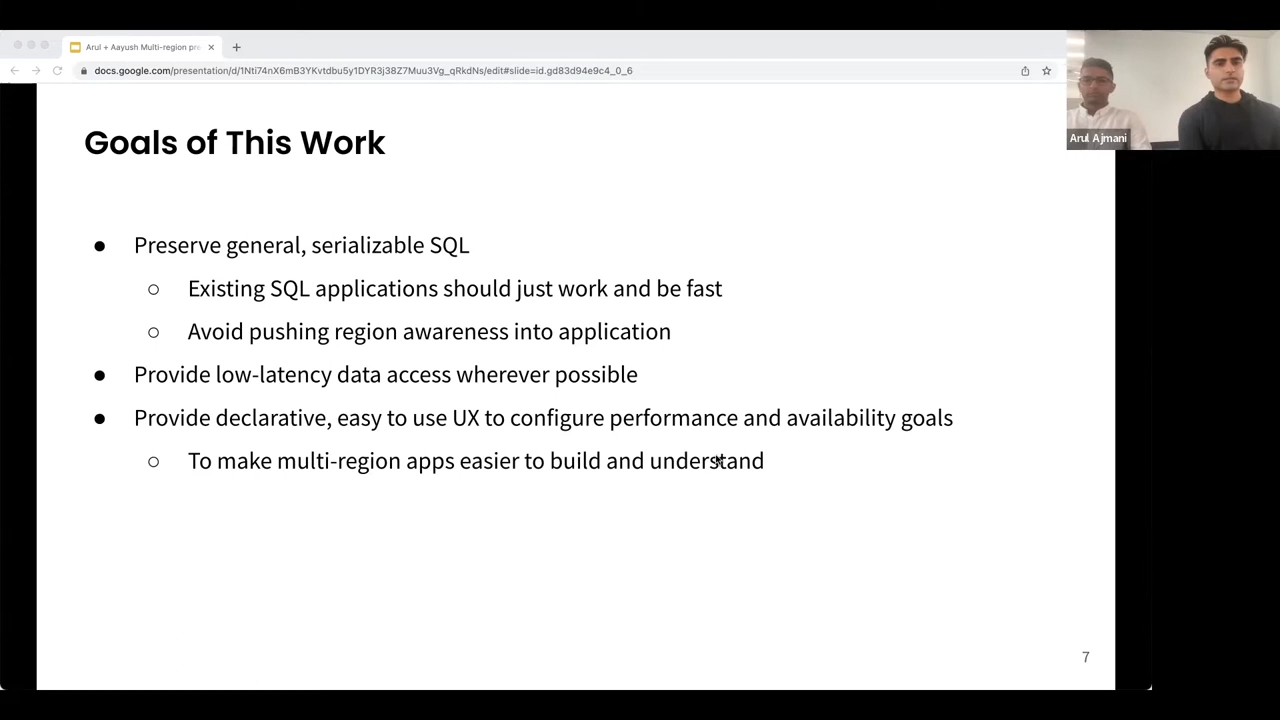 Arul + Aayush Multi-region pre
docs.google.com/presentation/d/1Nti74nX6mB3YKvtdbu5y1DYR3j38Z7Muu3Vg_qRkdNs/edit#slide=id.gd83d94e9c4_0_6
Arul Ajmani
Goals of This Work
● Preserve general, serializable SQL
○ Existing SQL applications should just work and be fast
○ Avoid pushing region awareness into application
● Provide low-latency data access wherever possible
● Provide declarative, easy to use UX to configure performance and availability goals
○ To make multi-region apps easier to build and understand
7